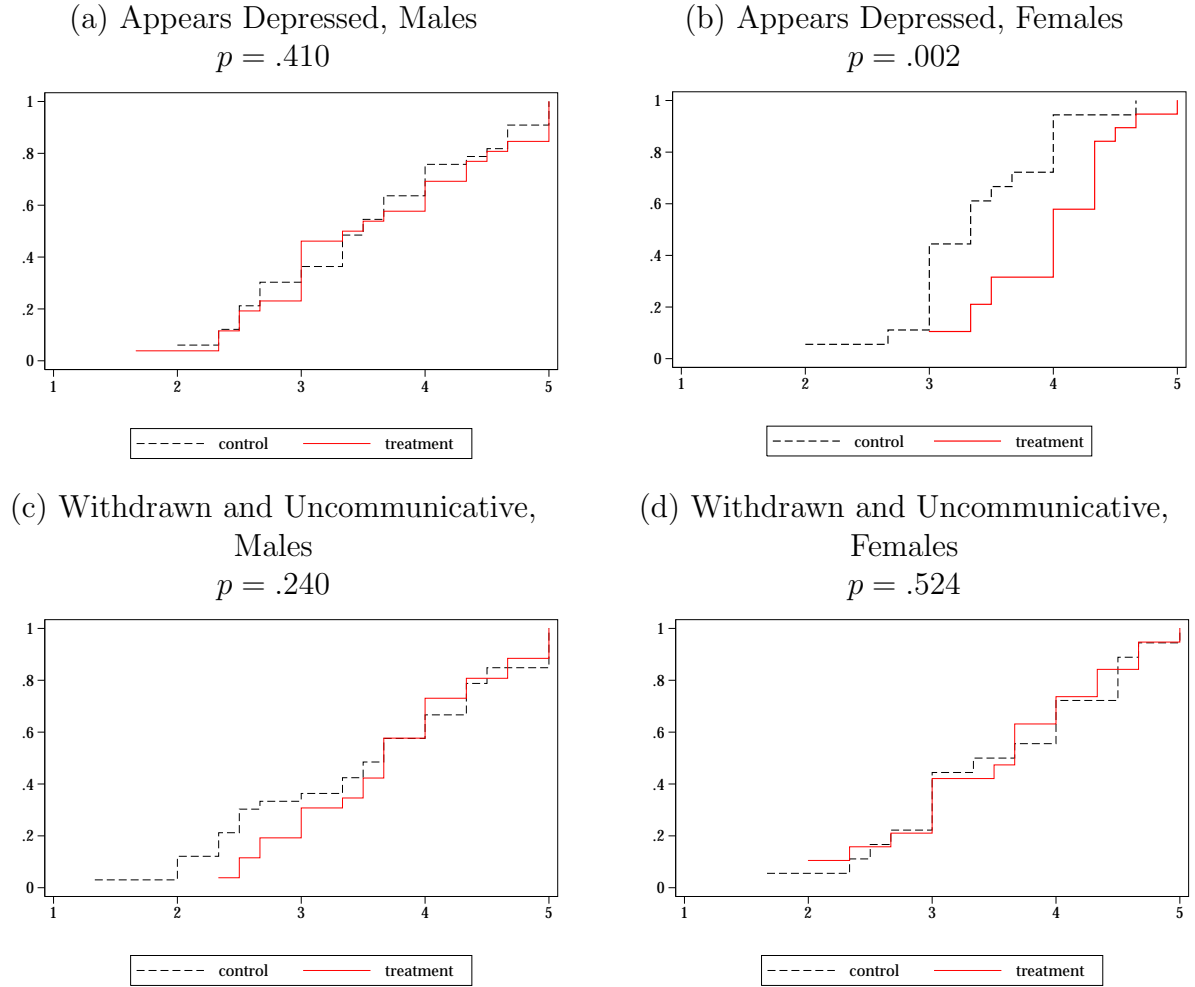 (a) Appears Depressed, Males
p = .410
1
.8
.6
.4
.2
0
1 2 3 4 5
control treatment
(b) Appears Depressed, Females
p = .002
1
.8
.6
.4
.2
0
1 2 3 4 5
control treatment
(c) Withdrawn and Uncommunicative,
Males
p = .240
1
.8
.6
.4
.2
0
1 2 3 4 5
control treatment
(d) Withdrawn and Uncommunicative,
Females
p = .524
1
.8
.6
.4
.2
0
1 2 3 4 5
control treatment